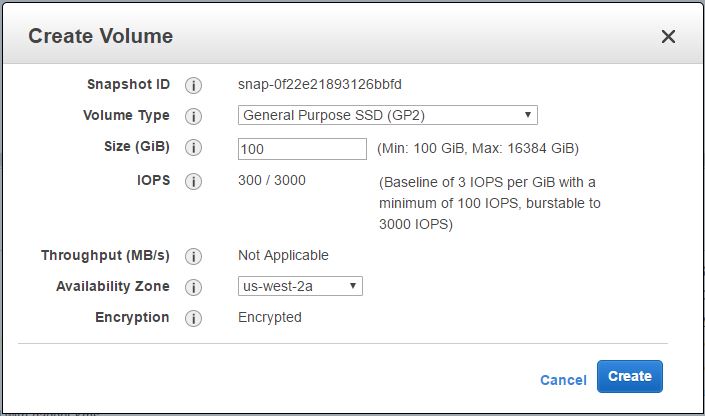 Create Volume
Snapshot ID i snap-0f22e21893126bbfd
Volume Type i General Purpose SSD (GP2)
Size (GiB) i 100 (Min: 100 GiB, Max: 16384 GiB)
IOPS i 300 / 3000 (Baseline of 3 IOPS per GiB with a
minimum of 100 IOPS, burstable to
3000 IOPS)
Throughput (MB/s) i Not Applicable
Availability Zone i us-west-2a
Encryption i Encrypted
Cancel Create